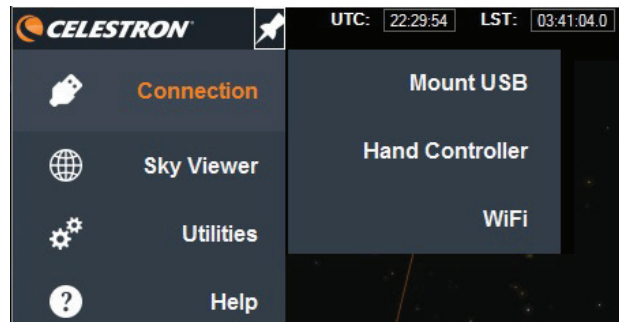 CELESTRON
UTC: 22:29:54 LST: 03:41:04.0
Connection
Sky Viewer
Utilities
? Help
Mount USB
Hand Controller
WiFi